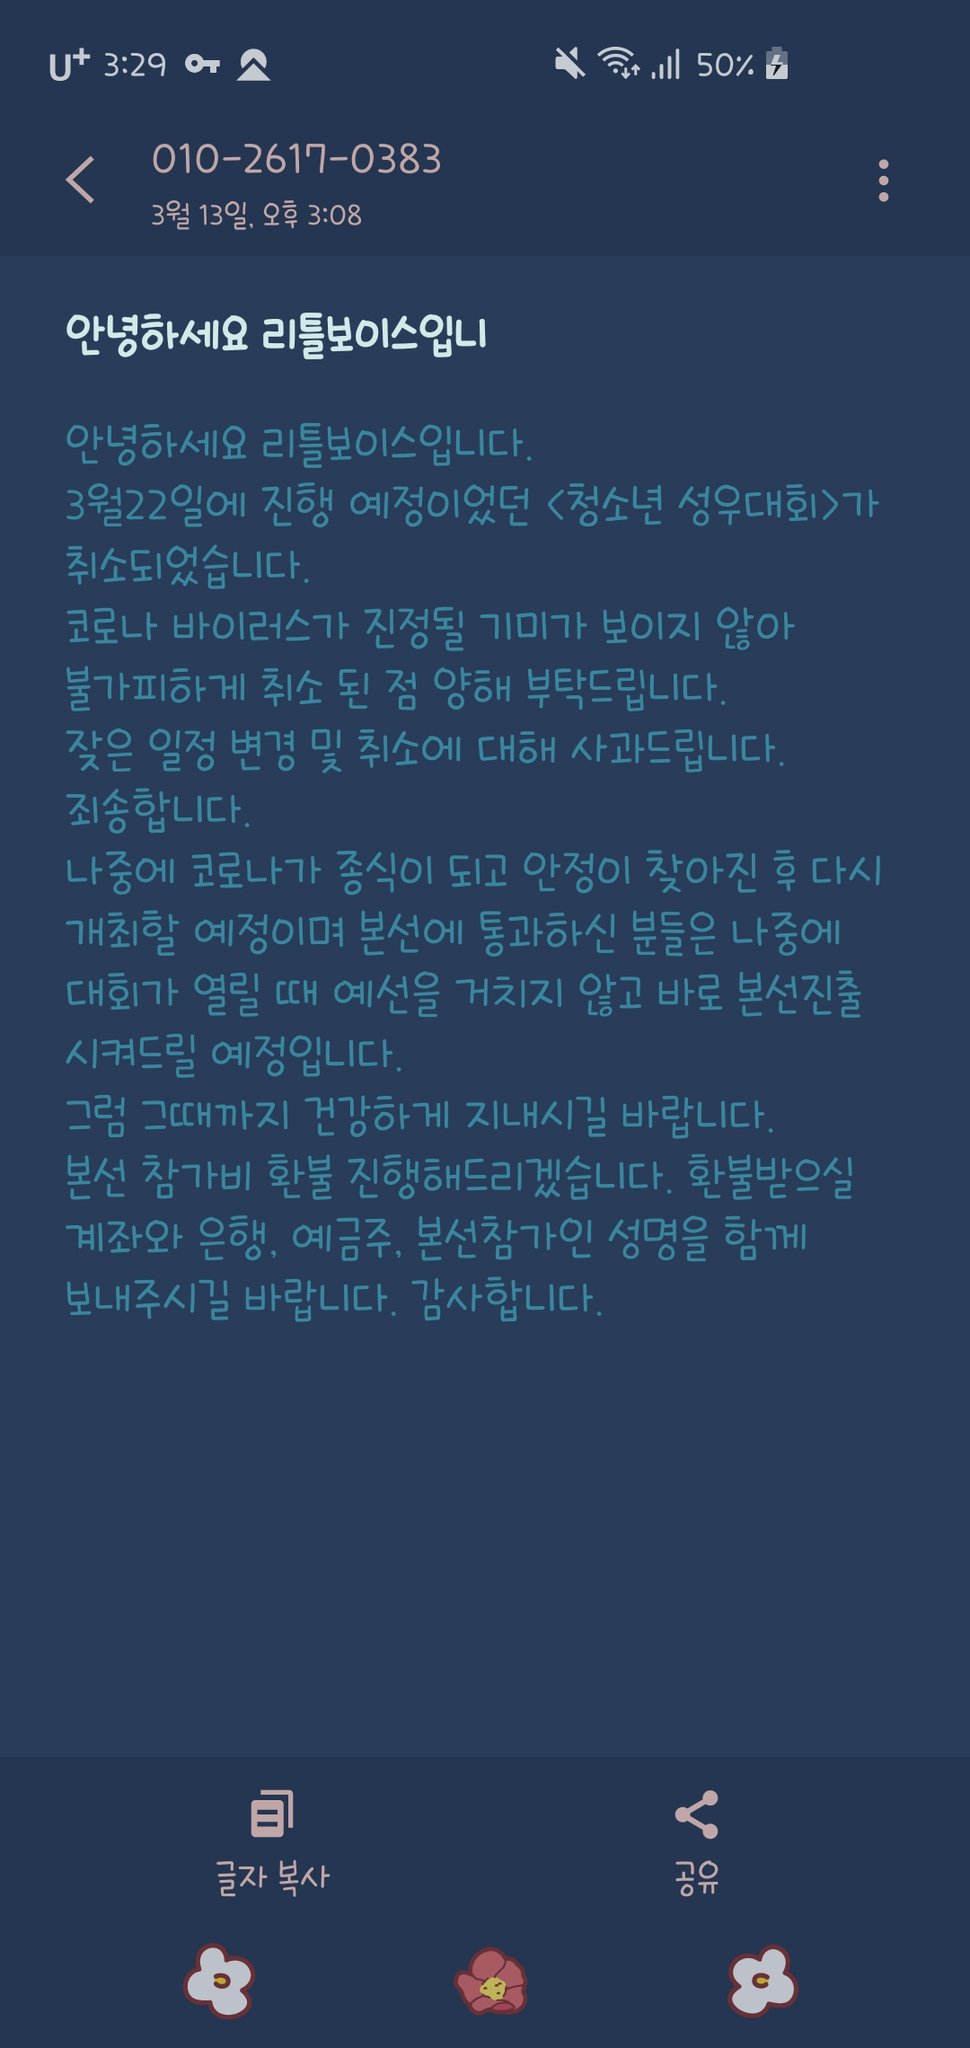 U+ 3:29 50%
010-2617-0383
3월 13일, 오후 3:08
안녕하세요 리틀보이스입니
안녕하세요 리틀보이스입니다.
3월22일에 진행 예정이었던 <청소년 성우대회>가
취소되었습니다.
코로나 바이러스가 진정될 기미가 보이지 않아
불가피하게 취소 된 점 양해 부탁드립니다.
잦은 일정 변경 및 취소에 대해 사과드립니다.
죄송합니다.
나중에 코로나가 종식이 되고 안정이 찾아진 후 다시
개최할 예정이며 본선에 통과하신 분들은 나중에
대회가 열릴 때 예선을 거치지 않고 바로 본선진출
시켜드릴 예정입니다.
그럼 그때까지 건강하게 지내시길 바랍니다.
본선 참가비 환불 진행해드리겠습니다. 환불받으실
계좌와 은행, 예금주, 본선참가인 성명을 함께
보내주시길 바랍니다. 감사합니다.
글자 복사
공유